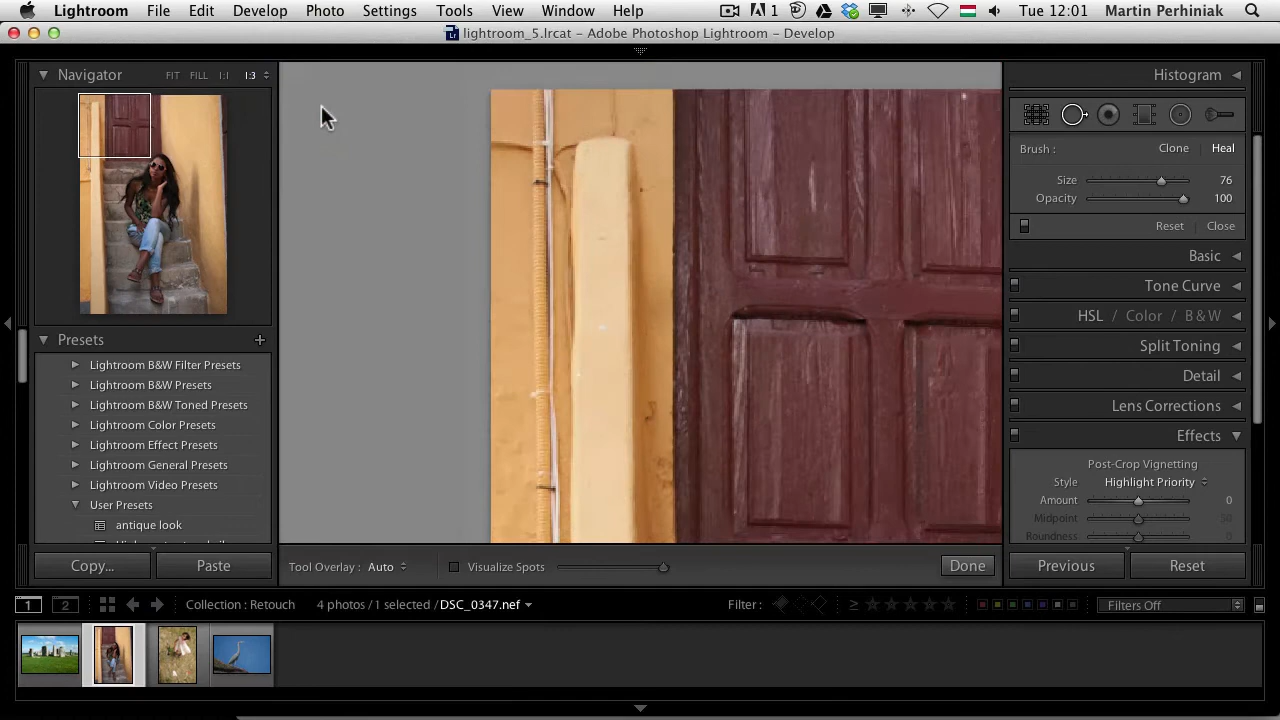 Lightroom File Edit Develop Photo Settings Tools View Window Help 1 Tue 12:01 Martin Perhiniak
Lr lightroom_5.lrcat – Adobe Photoshop Lightroom – Develop
Navigator FIT FILL 1:1 1:3
Histogram
Brush : Clone Heal
Size 76
Opacity 100
Reset Close
Basic
Tone Curve
HSL / Color / B & W
Split Toning
Detail
Lens Corrections
Effects
Post-Crop Vignetting
Style Highlight Priority
Amount 0
Midpoint 50
Roundness 0
Presets +
Lightroom B&W Filter Presets
Lightroom B&W Presets
Lightroom B&W Toned Presets
Lightroom Color Presets
Lightroom Effect Presets
Lightroom General Presets
Lightroom Video Presets
User Presets
antique look
Copy... Paste Tool Overlay : Auto Visualize Spots Done Previous Reset
1 2 Collection : Retouch 4 photos / 1 selected / DSC_0347.nef Filter : ≥ Filters Off